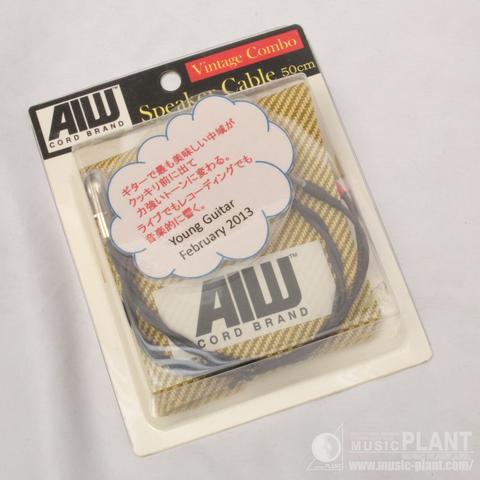 AIW™
CORD BRAND
Vintage Combo
Speaker Cable 50cm
ギターで最も美味しい中域が
クッキリ前に出て
力強いトーンに変わる。
ライブでもレコーディングでも
音楽的に響く。
Young Guitar
February 2013
AIW™
CORD BRAND
MUSIC PLANT
www.music-plant.com/